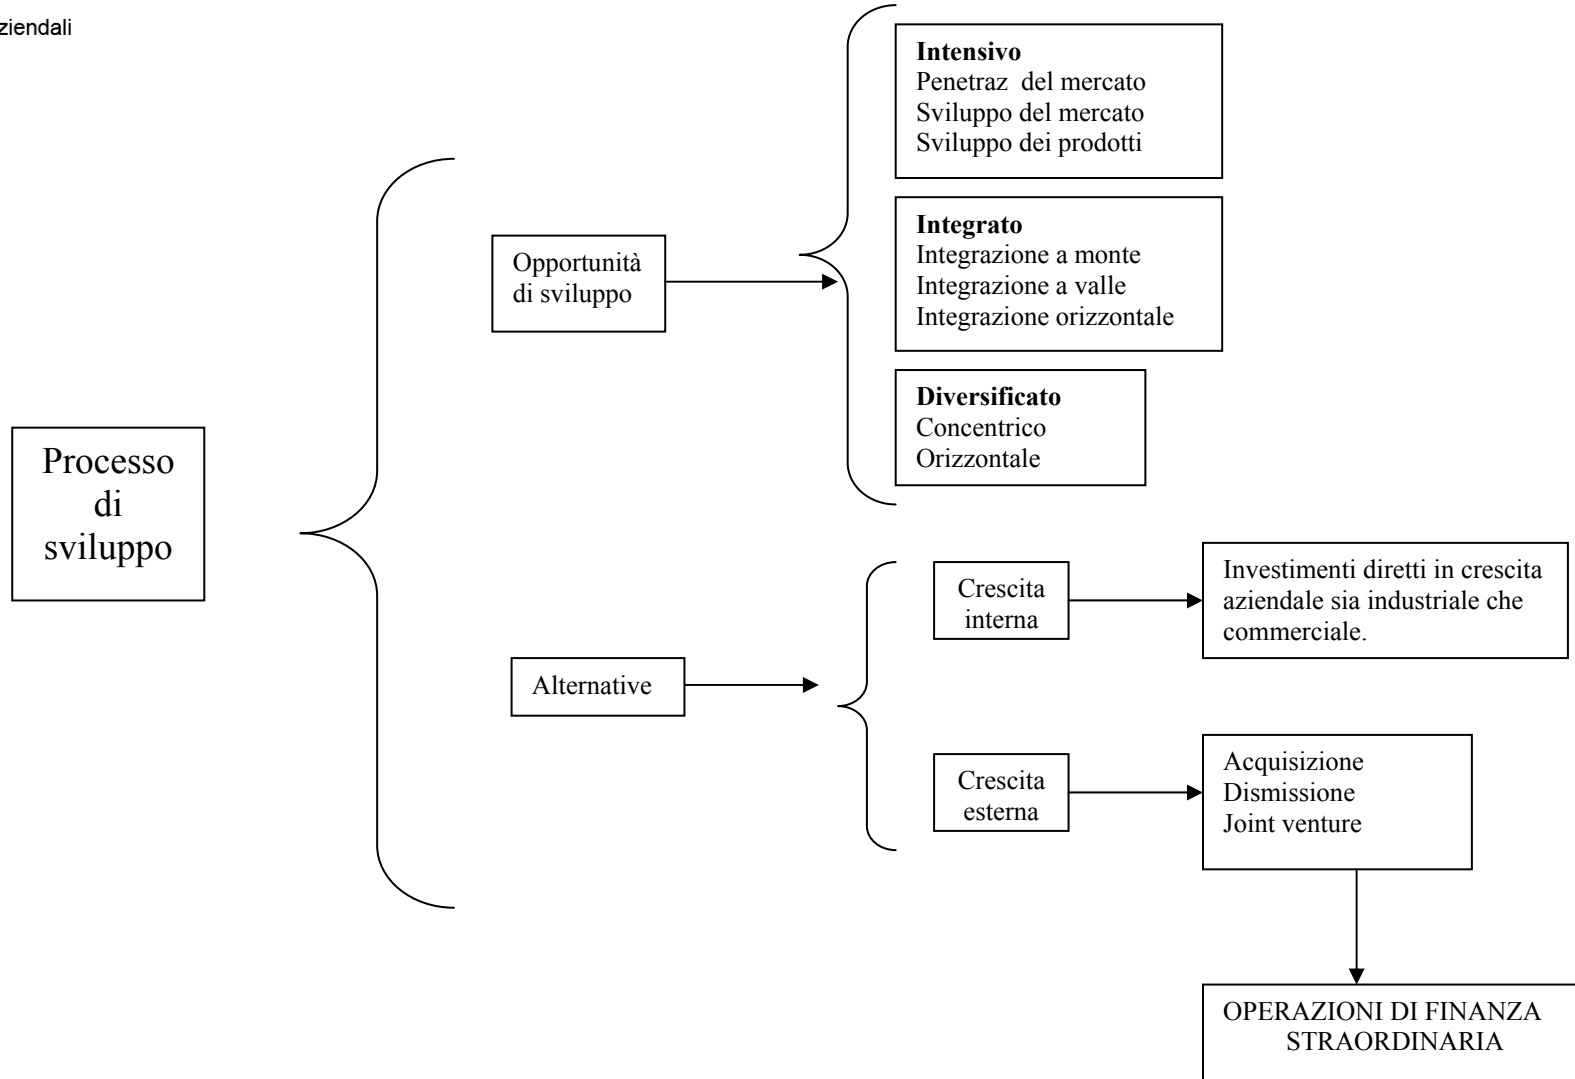 ziendali
Intensivo
Penetraz del mercato
Sviluppo del mercato
Sviluppo dei prodotti
Integrato
Integrazione a monte
Integrazione a valle
Integrazione orizzontale
Opportunità
di sviluppo
Diversificato
Concentrico
Orizzontale
Processo
di
sviluppo
Crescita
interna
Investimenti diretti in crescita
aziendale sia industriale che
commerciale.
Alternative
Crescita
esterna
Acquisizione
Dismissione
Joint venture
OPERAZIONI DI FINANZA
STRAORDINARIA